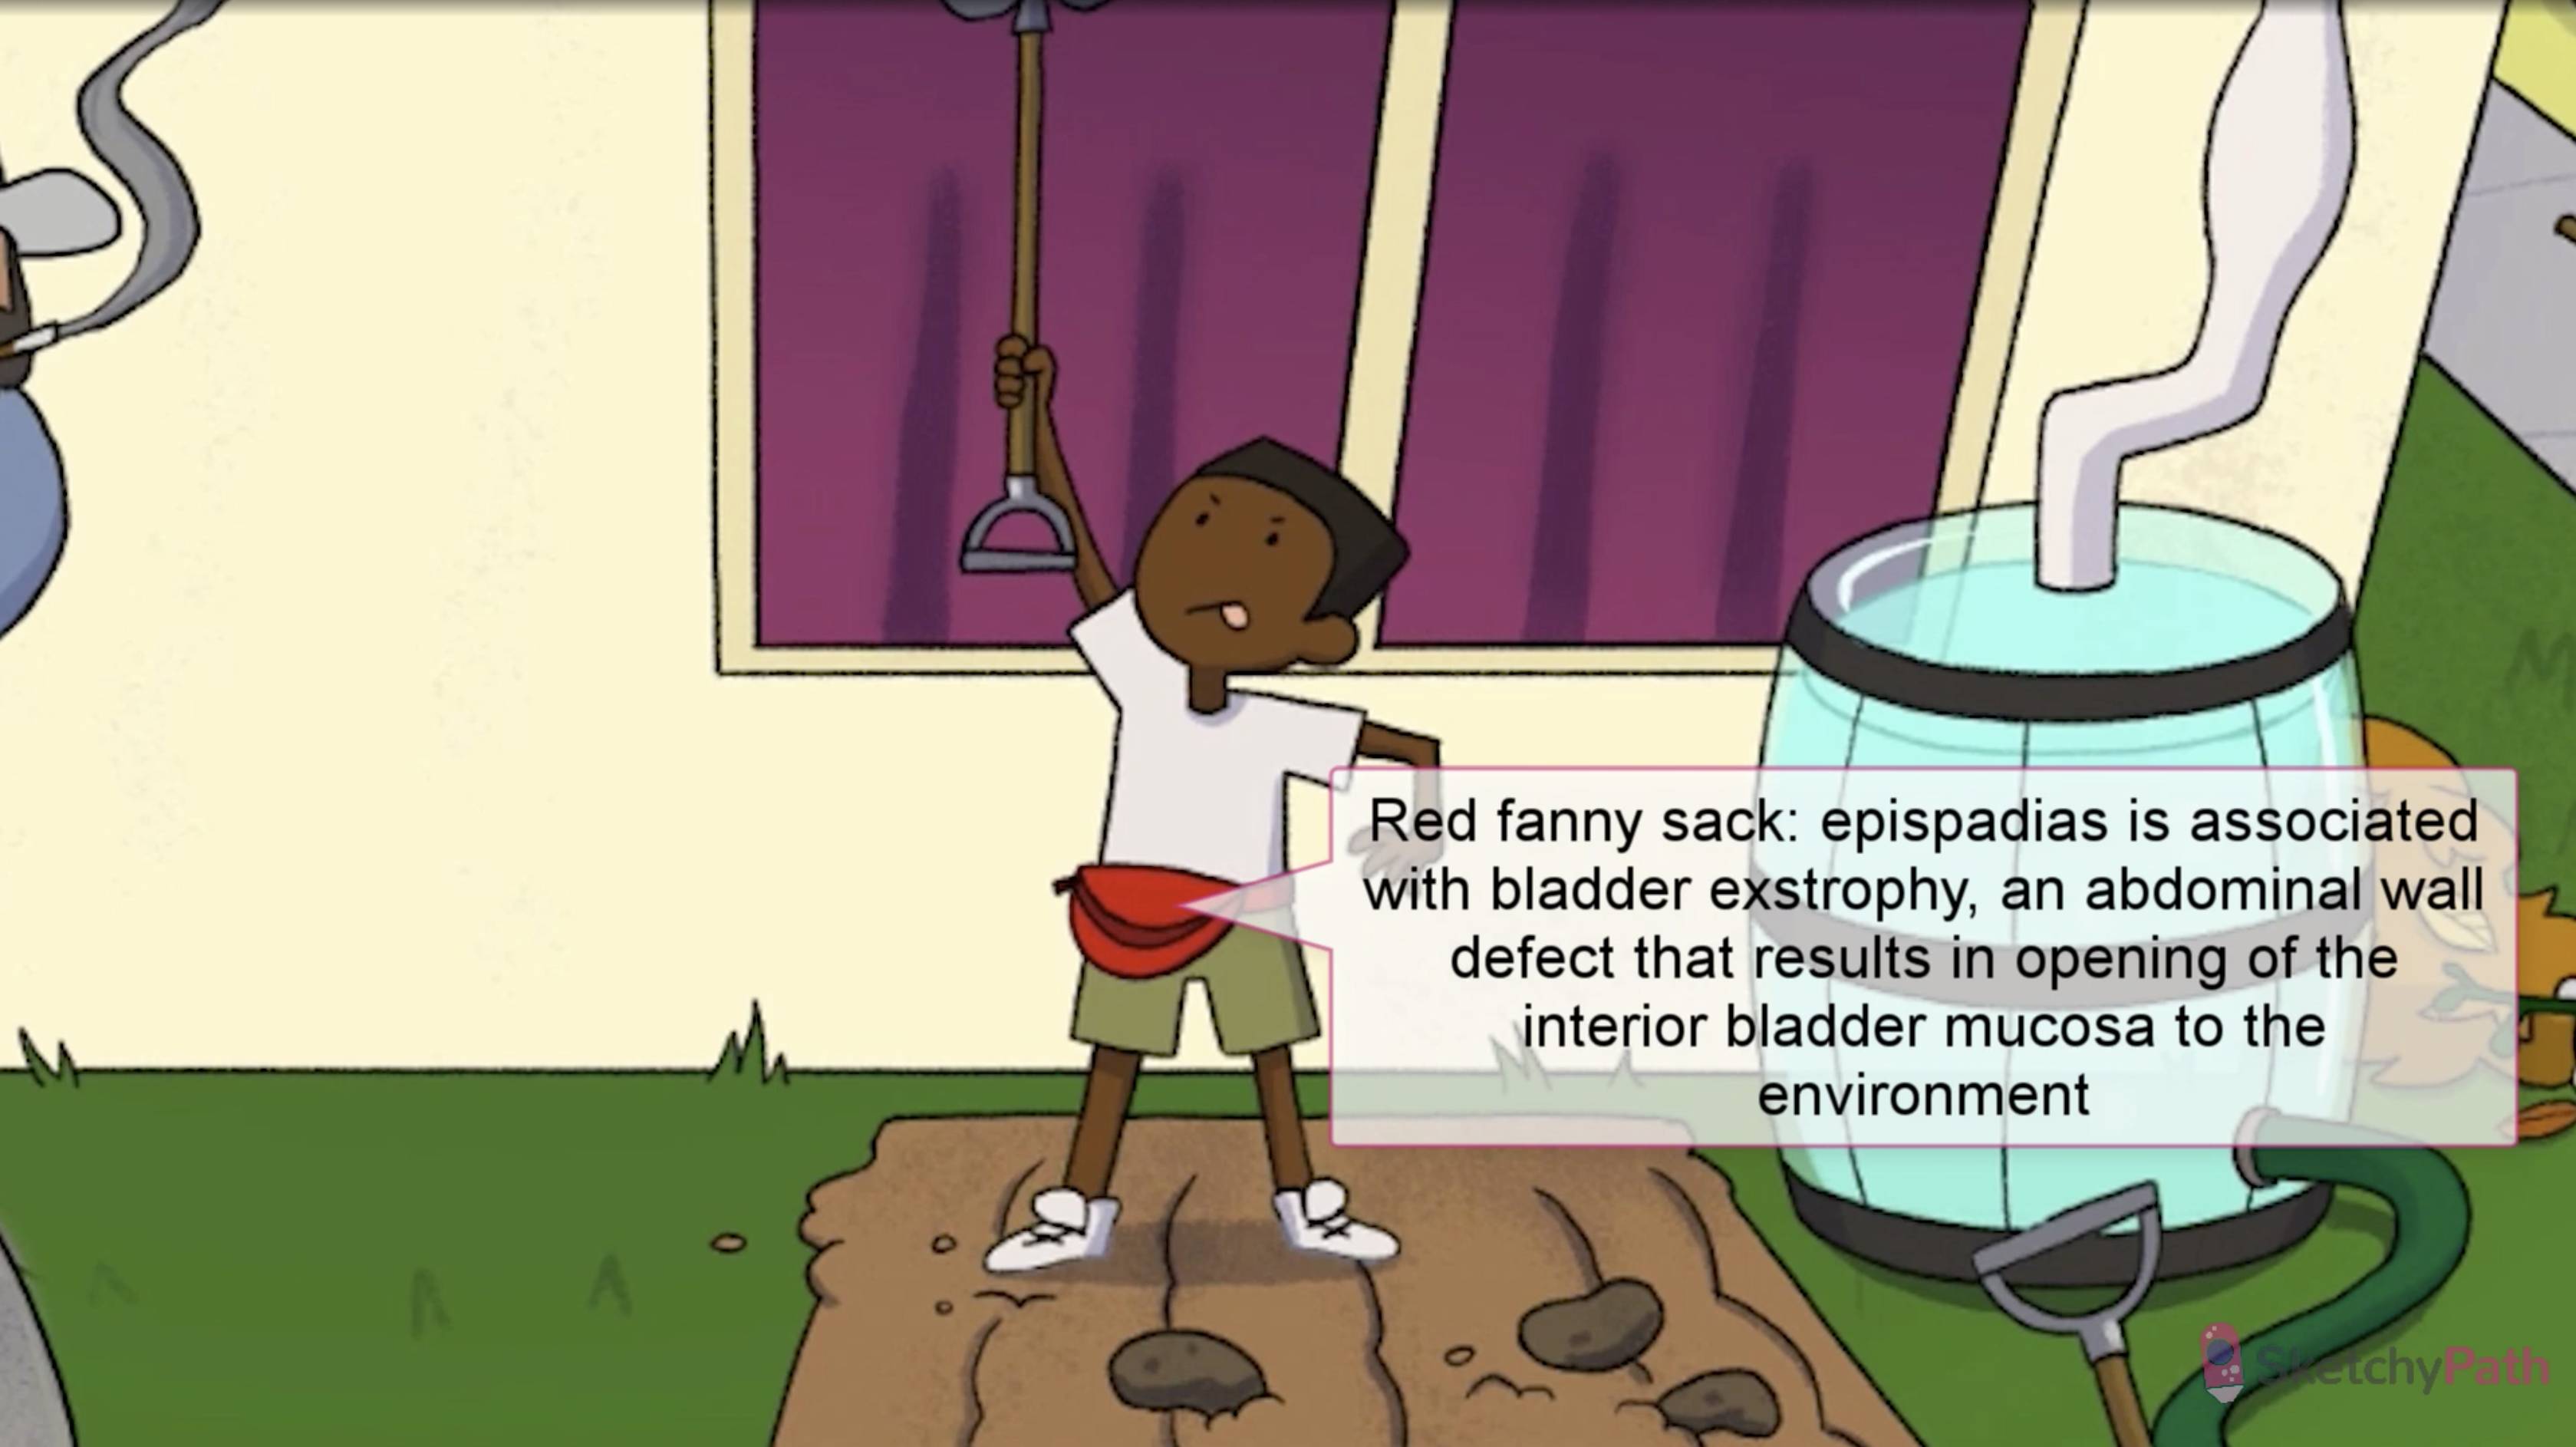 Red fanny sack: epispadias is associated
with bladder exstrophy, an abdominal wall
defect that results in opening of the
interior bladder mucosa to the
environment
SketchyPath